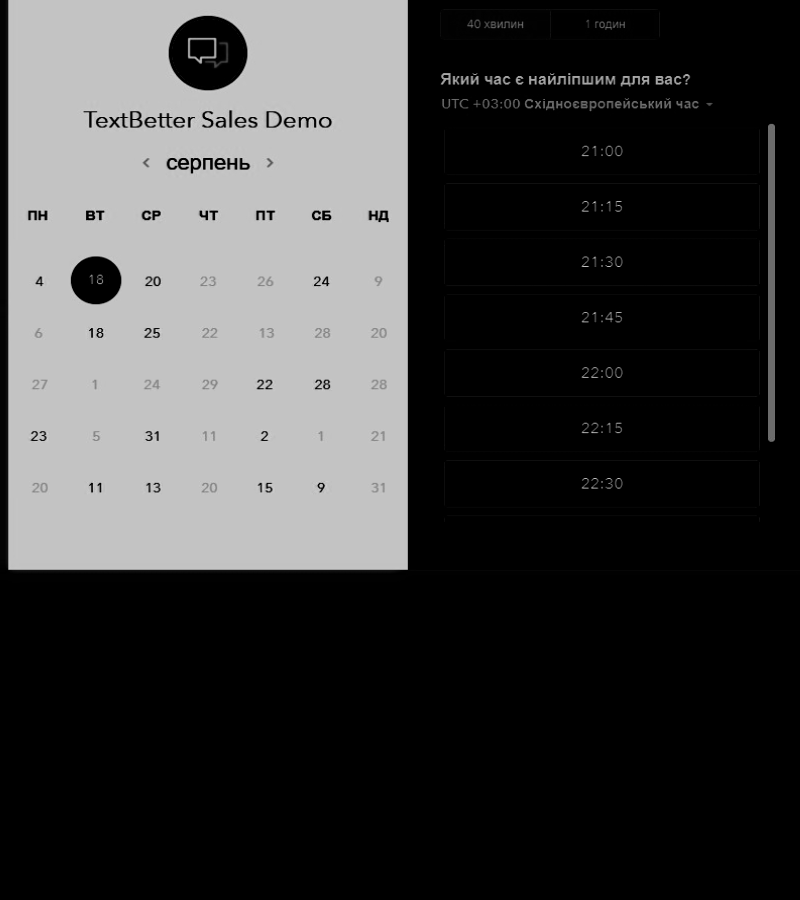 TextBetter Sales Demo
серпень
ПН ВТ СР ЧТ ПТ СБ НД
4 18 20 23 26 24 9
6 18 25 22 13 28 20
27 1 24 29 22 28 28
23 5 31 11 2 1 21
20 11 13 20 15 9 31
40 хвилин 1 годин
Який час є найліпшим для вас?
UTC +03:00 Східноєвропейський час
21:00
21:15
21:30
21:45
22:00
22:15
22:30